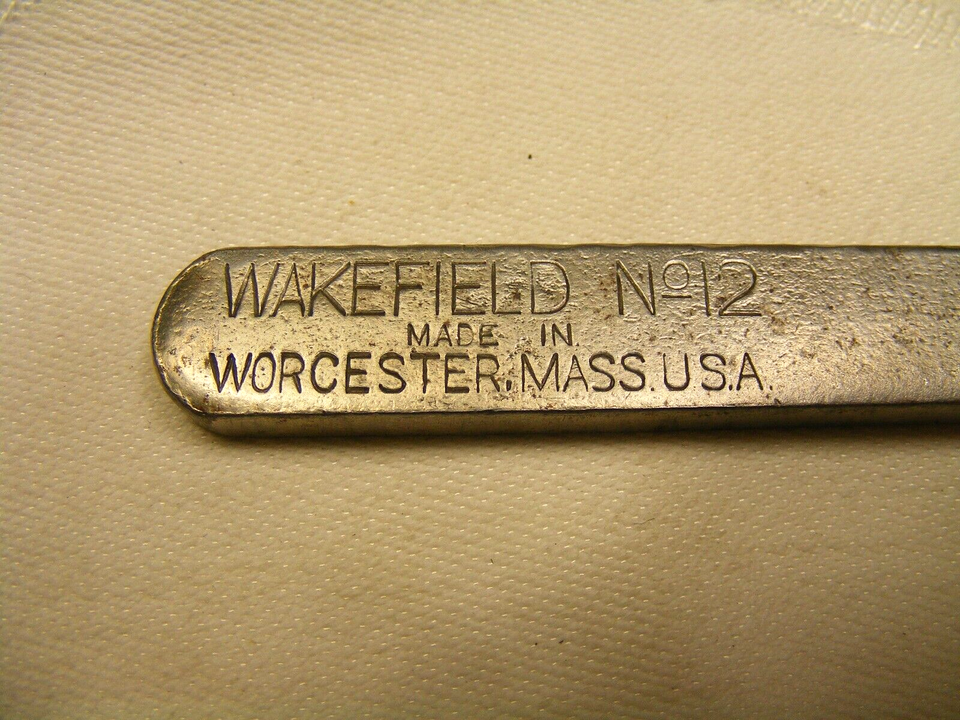 WAKEFIELD Nº12
MADE IN.
WORCESTER, MASS. U.S.A.